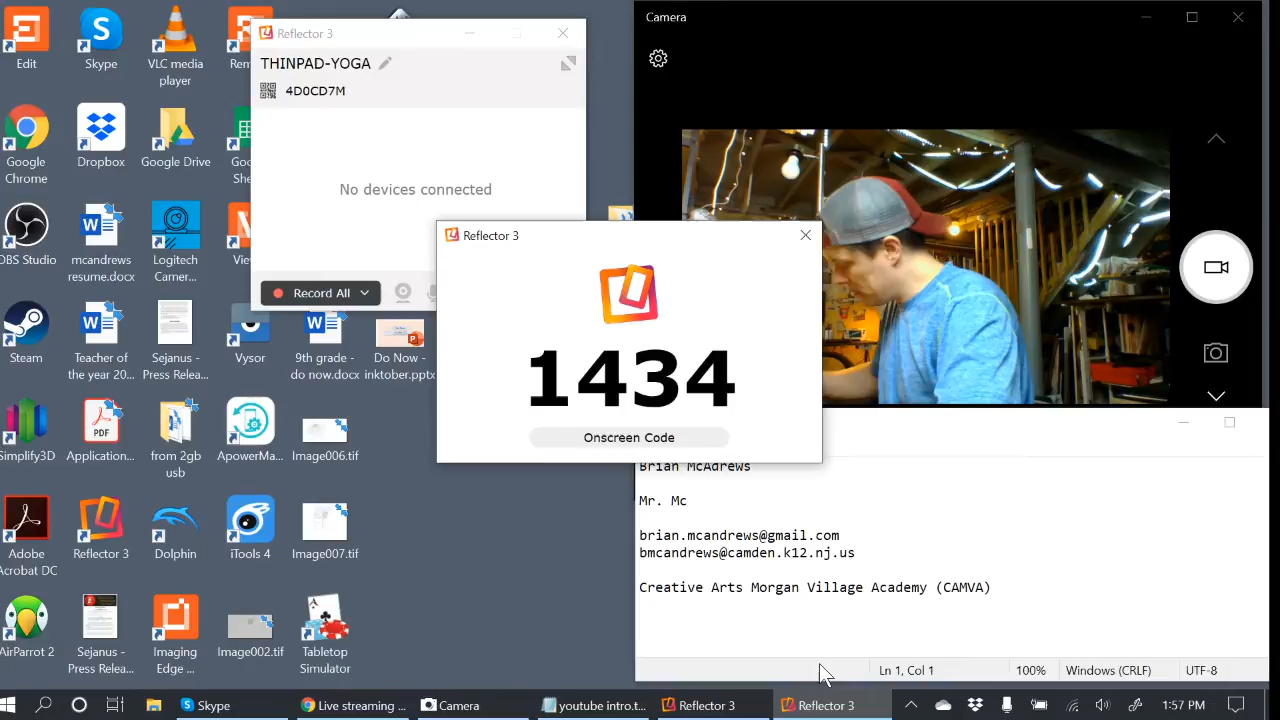 Edit
Skype
VLC media
player
Rem
Google
Chrome
Dropbox
Google Drive
Goo
She
OBS Studio
mcandrews
resume.docx
Logitech
Camer...
View
Steam
Teacher of
the year 20...
Sejanus -
Press Relea...
Vysor
9th grade -
do now.docx
Do Now -
inktober.pptx
Simplify3D
PDF
Application...
from 2gb
usb
ApowerMa...
Image006.tif
Adobe
Acrobat DC
Reflector 3
Dolphin
iTools 4
Image007.tif
AirParrot 2
Sejanus -
Press Relea...
Imaging
Edge ...
Image002.tif
Tabletop
Simulator
Reflector 3
THINPAD-YOGA
4D0CD7M
No devices connected
Record All
Reflector 3
1434
Onscreen Code
Camera
Brian McAdrews
Mr. Mc
brian.mcandrews@gmail.com
bmcandrews@camden.k12.nj.us
Creative Arts Morgan Village Academy (CAMVA)
Ln 1, Col 1
100%
Windows (CRLF)
UTF-8
Skype
Live streaming ...
Camera
youtube intro.t...
Reflector 3
Reflector 3
1:57 PM